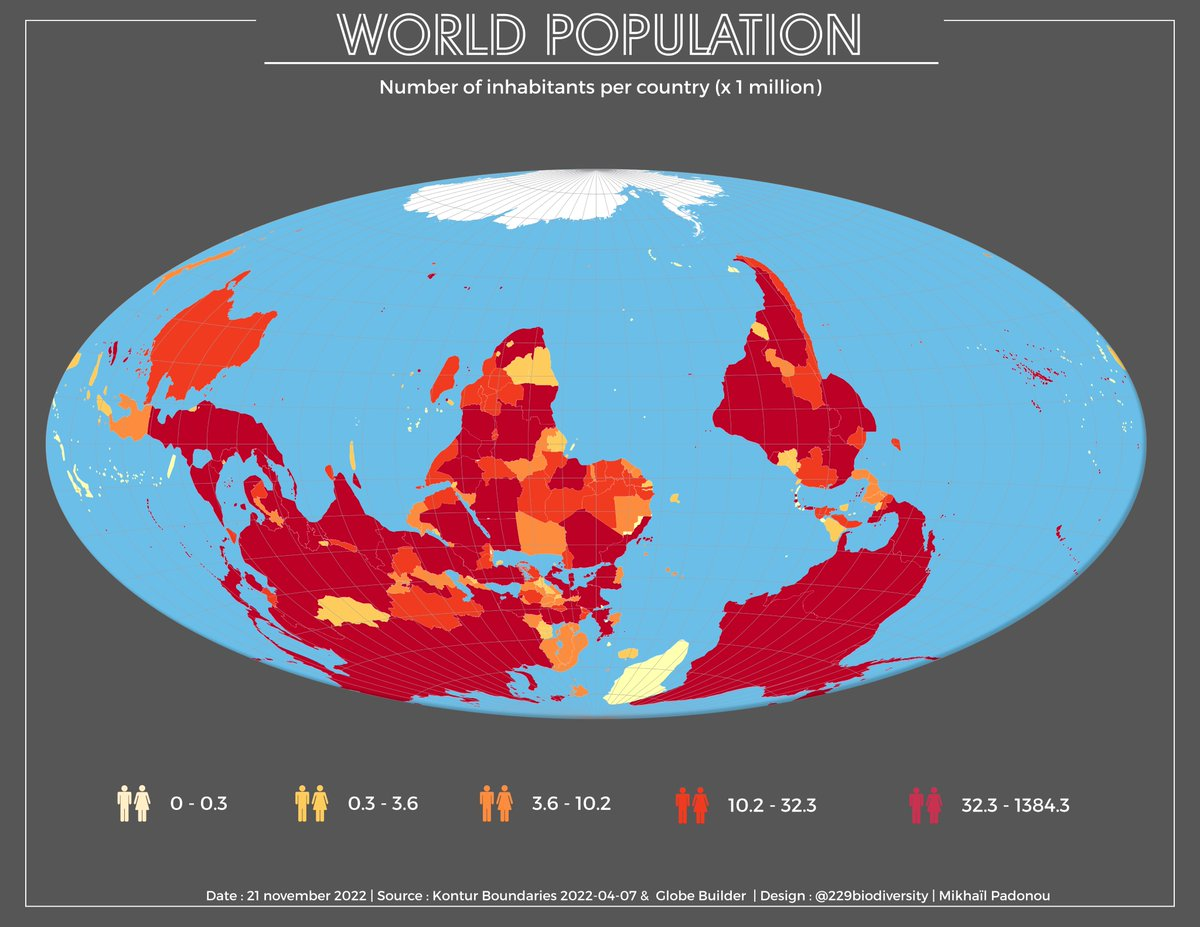 WORLD POPULATION
Number of inhabitants per country (x 1 million)
0 - 0.3 0.3 - 3.6 3.6 - 10.2 10.2 - 32.3 32.3 - 1384.3
Date : 21 november 2022 | Source : Kontur Boundaries 2022-04-07 & Globe Builder | Design : @229biodiversity | Mikhaïl Padonou